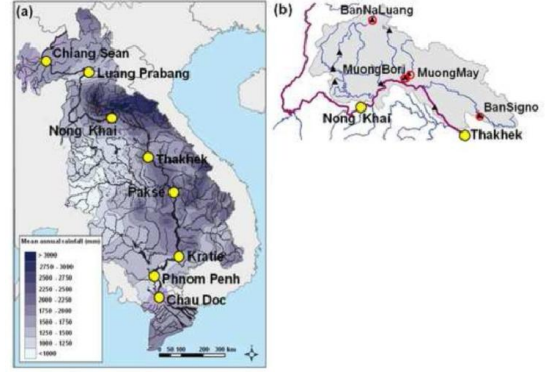 (a)
Chiang Sean
Luang Prabang
Nong Khai
Thakhek
Pakse
Kratie
Phnom Penh
Chau Doc
Mean annual rainfall (mm)
> 3000
2750 - 3000
2500 - 2750
2250 - 2500
2000 - 2250
1750 - 2000
1500 - 1750
1250 - 1500
1000 - 1250
<1000
0 50 100 200 300 km
(b)
BanNaLuang
MuongBori
MuongMay
BanSigno
Nong Khai
Thakhek